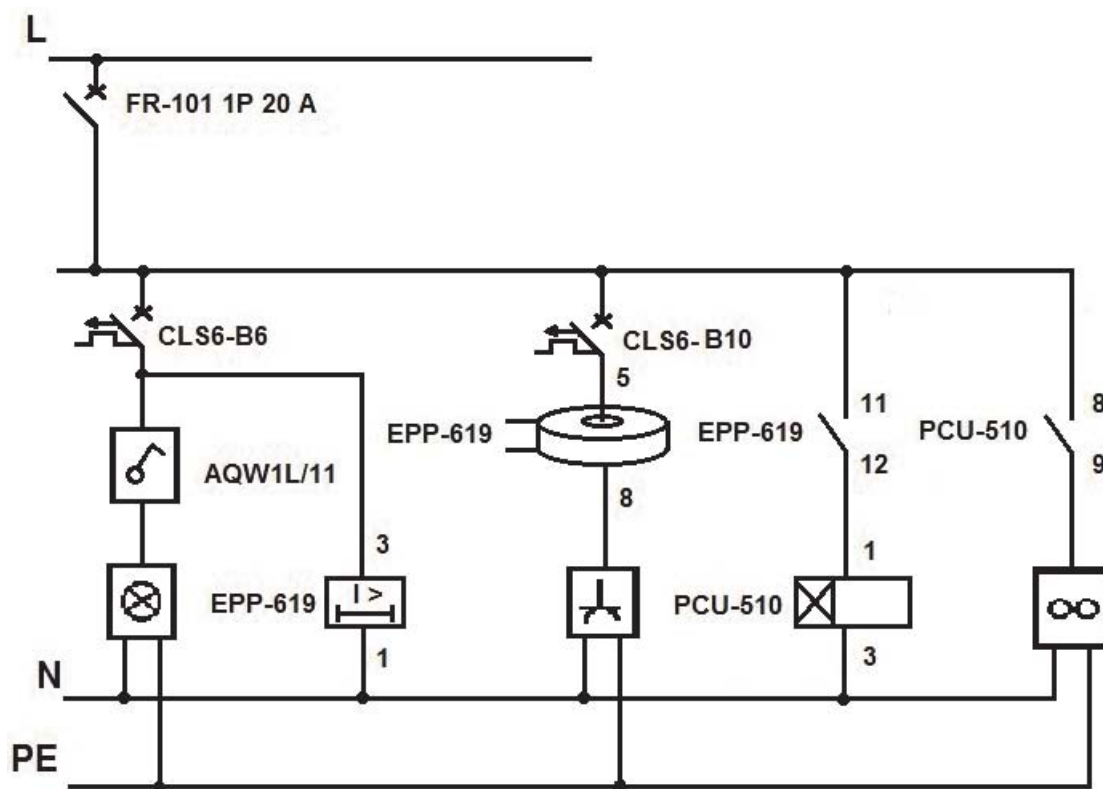 L
FR-101 1P 20 A
CLS6-B6
CLS6-B10
5
11
8
EPP-619
EPP-619
PCU-510
12
9
AQW1L/11
8
3
1
I >
EPP-619
PCU-510
1
3
N
PE